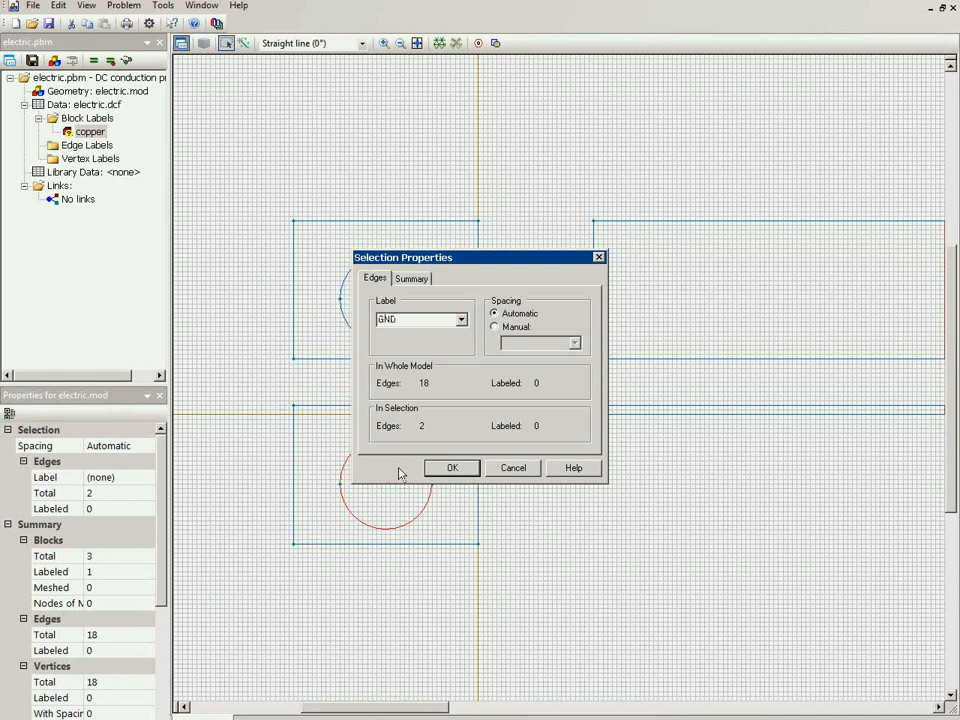 File Edit View Problem Tools Window Help
Straight line (0°)
electric.pbm
electric.pbm - DC conduction pr
Geometry: electric.mod
Data: electric.dcf
Block Labels
copper
Edge Labels
Vertex Labels
Library Data: <none>
Links:
No links
Properties for electric.mod
Selection
Spacing Automatic
Edges
Label (none)
Total 2
Labeled 0
Summary
Blocks
Total 3
Labeled 1
Meshed 0
Nodes of M 0
Edges
Total 18
Labeled 0
Vertices
Total 18
Labeled 0
With Spacin 0
Selection Properties
Edges Summary
Label
GND
Spacing
Automatic
Manual:
In Whole Model
Edges: 18 Labeled: 0
In Selection
Edges: 2 Labeled: 0
OK Cancel Help